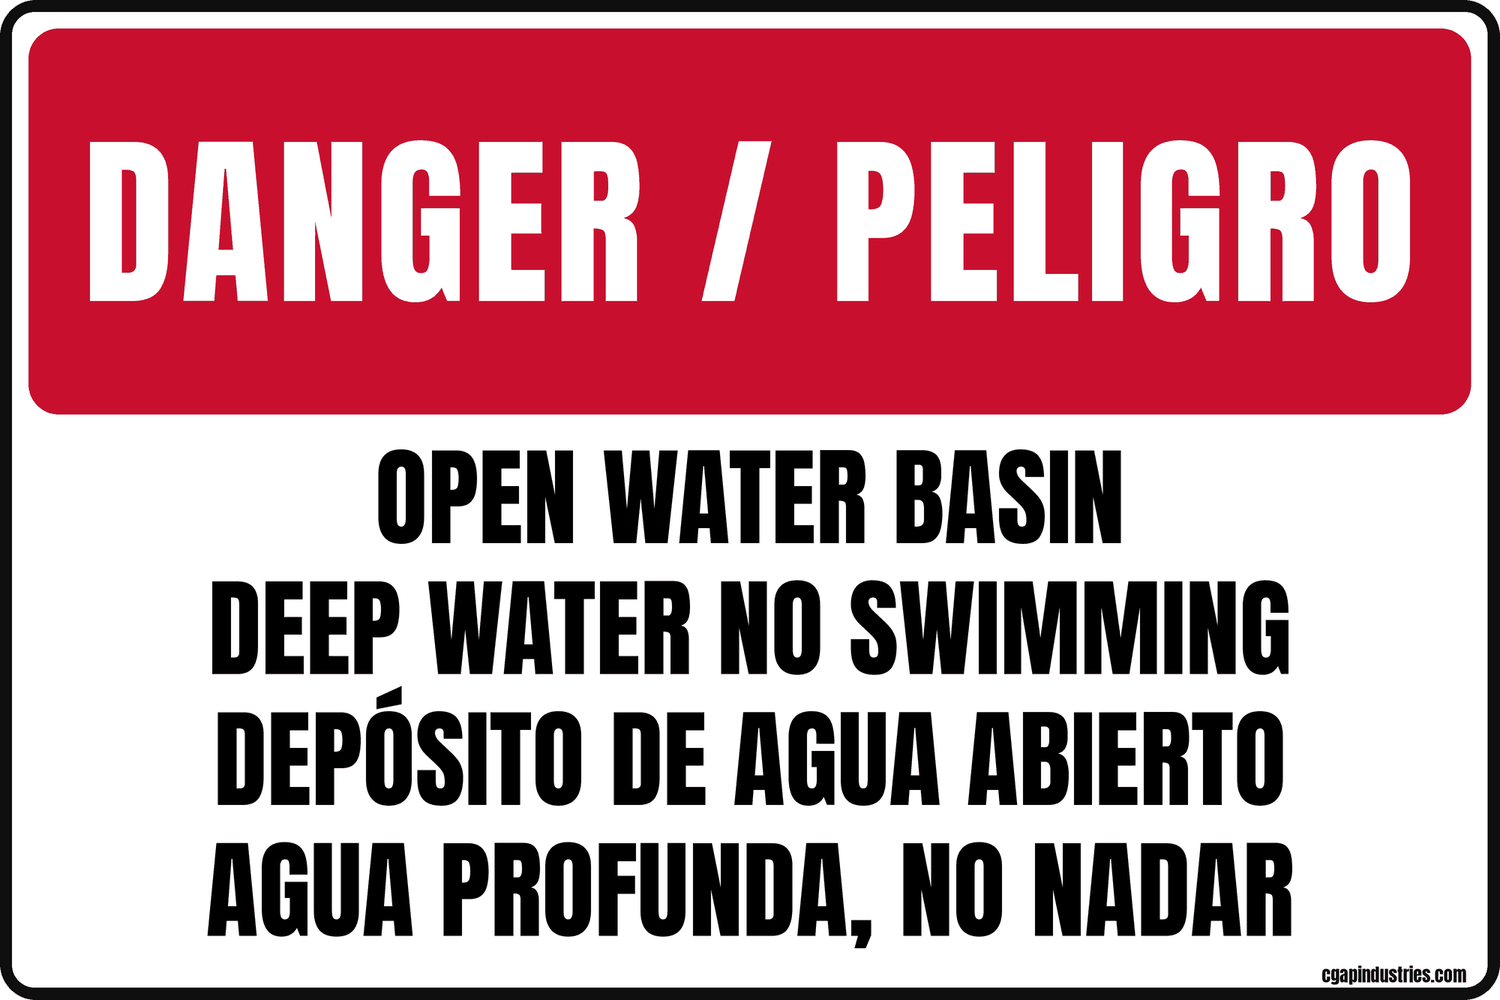 DANGER / PELIGRO
OPEN WATER BASIN
DEEP WATER NO SWIMMING
DEPÓSITO DE AGUA ABIERTO
AGUA PROFUNDA, NO NADAR
cgapindustries.com